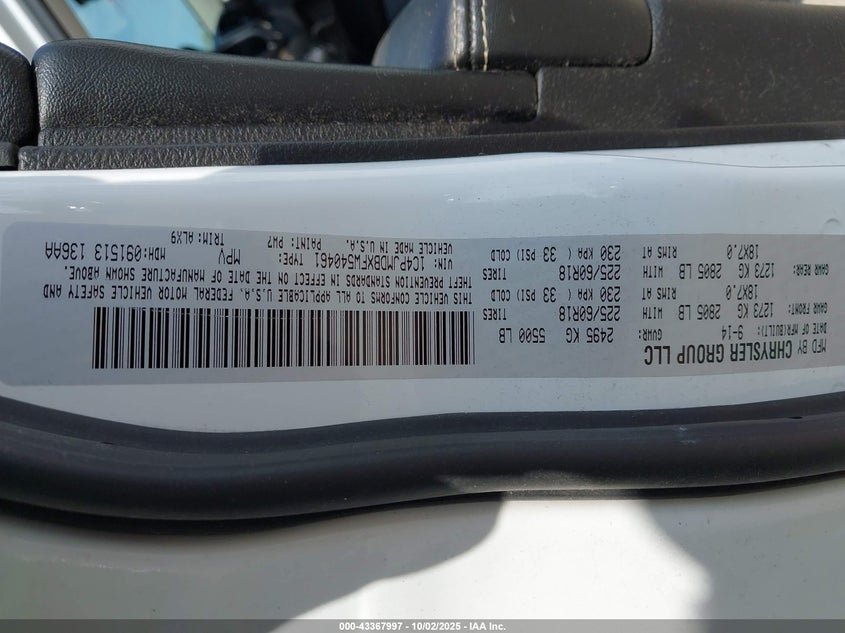 MFD BY CHRYSLER GROUP LLC
DATE OF MFR(BUILT): 9-14 GVWR: 2495 KG 5500 LB
GAWR FRONT: 1273 KG 2805 LB WITH 225/60R18 TIRES
18X7.0 RIMS AT 230 KPA ( 33 PSI) COLD
GAWR REAR: 1273 KG 2805 LB WITH 225/60R18 TIRES
18X7.0 RIMS AT 230 KPA ( 33 PSI) COLD
THIS VEHICLE CONFORMS TO ALL APPLICABLE U.S.A. FEDERAL MOTOR VEHICLE SAFETY AND
THEFT PREVENTION STANDARDS IN EFFECT ON THE DATE OF MANUFACTURE SHOWN ABOVE.
VIN: 1C4PJMDBXFW540461 TYPE: MPV MDH:091513 136AA
PAINT: PW7 TRIM: ALX9
VEHICLE MADE IN U.S.A.
000-43367997 - 10/02/2025 - IAA Inc.